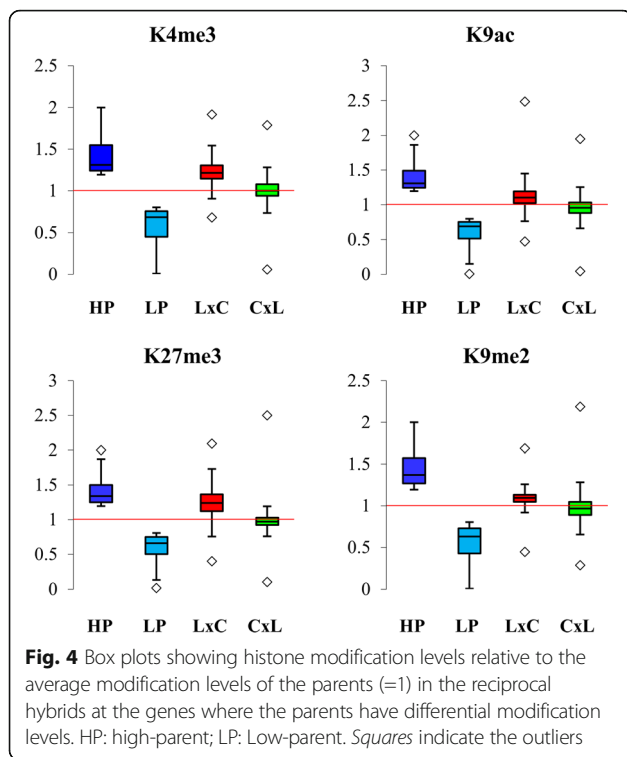 K4me3
2.5
2
1.5
1
0.5
0
HP LP LxC CxL
K9ac
3
2.5
2
1.5
1
0.5
0
HP LP LxC CxL
K27me3
3
2.5
2
1.5
1
0.5
0
HP LP LxC CxL
K9me2
2.5
2
1.5
1
0.5
0
HP LP LxC CxL
Fig. 4 Box plots showing histone modification levels relative to the
average modification levels of the parents (=1) in the reciprocal
hybrids at the genes where the parents have differential modification
levels. HP: high-parent; LP: Low-parent. Squares indicate the outliers